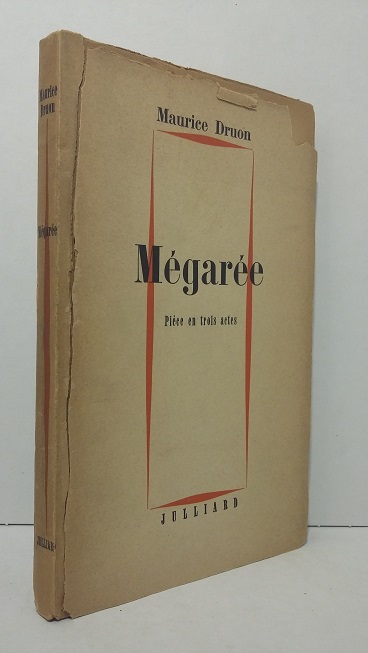 Maurice
Druon
Mégarée
JULLIARD
Maurice Druon
Mégarée
Pièce en trois actes
JULLIARD